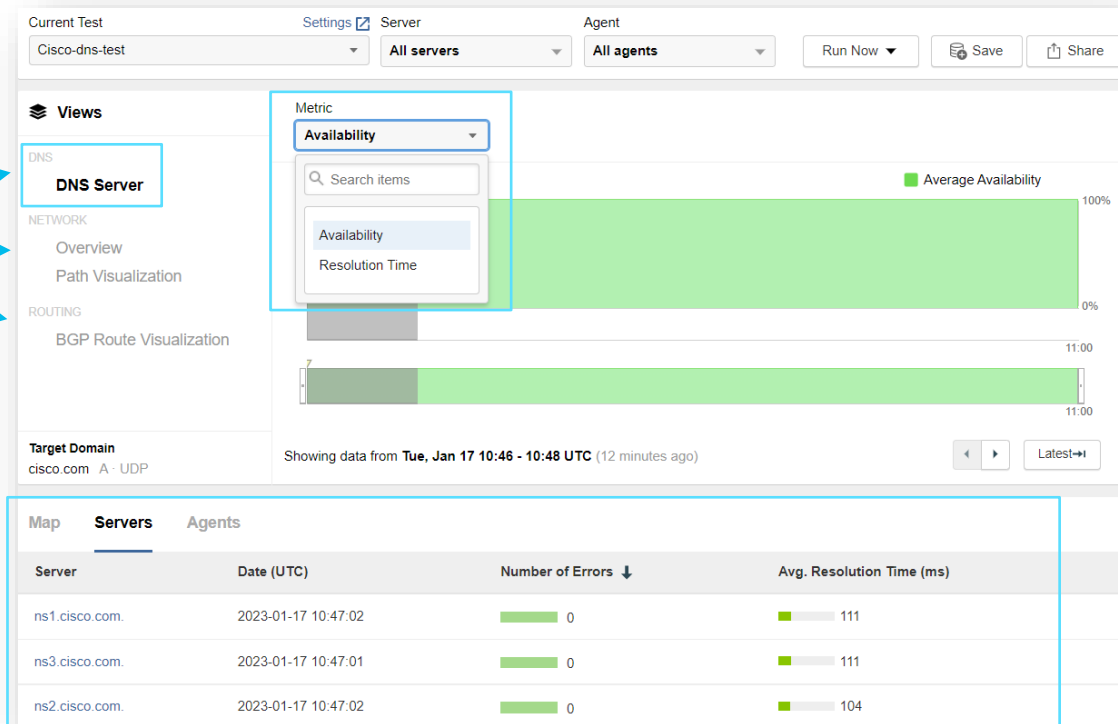 Current Test Settings Server Agent
Cisco-dns-test All servers All agents Run Now Save Share
Views
DNS
DNS Server
NETWORK
Overview
Path Visualization
ROUTING
BGP Route Visualization
Target Domain
cisco.com A · UDP
Metric
Availability
Search items
Availability
Resolution Time
Average Availability
100%
0%
11:00
7
11:00
Showing data from Tue, Jan 17 10:46 - 10:48 UTC (12 minutes ago) Latest
Map Servers Agents
Server Date (UTC) Number of Errors Avg. Resolution Time (ms)
ns1.cisco.com. 2023-01-17 10:47:02 0 111
ns3.cisco.com. 2023-01-17 10:47:01 0 111
ns2.cisco.com. 2023-01-17 10:47:02 0 104